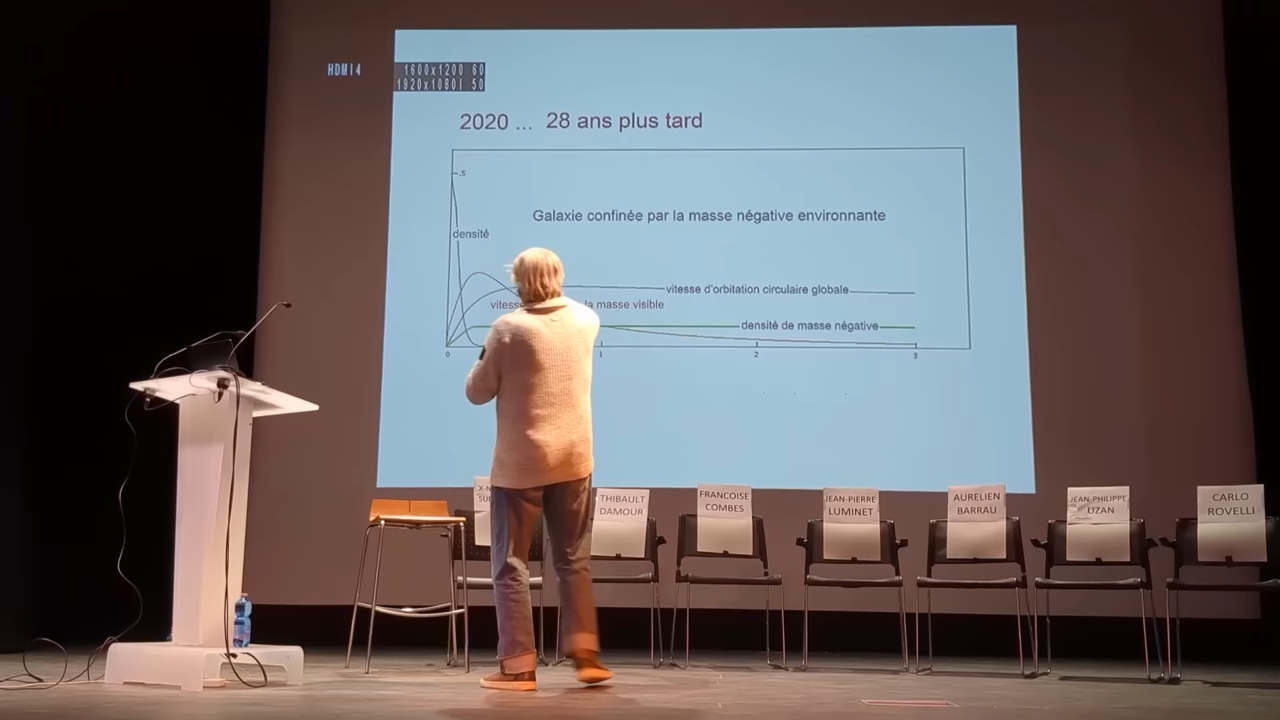 HDMI4
1600x1200 60
1920x1080I 50
2020 ... 28 ans plus tard
.5
Galaxie confinée par la masse négative environnante
densité
vitesse d'orbitation circulaire globale
la masse visible
densité de masse négative
0
1
2
3
THIBAULT
DAMOUR
FRANCOISE
COMBES
JEAN-PIERRE
LUMINET
AURELIEN
BARRAU
JEAN-PHILIPPE
UZAN
CARLO
ROVELLI